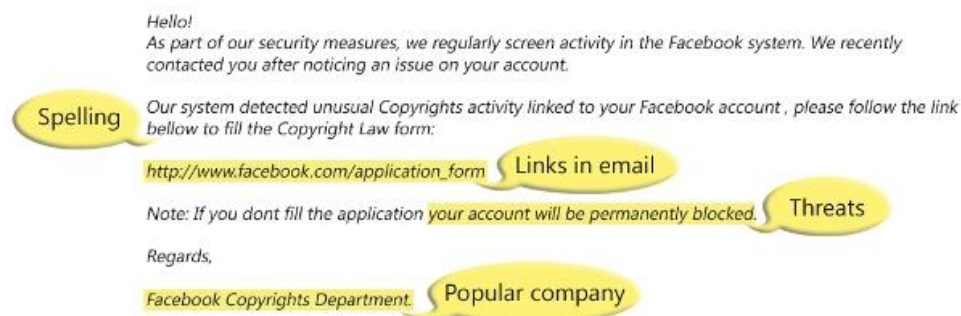 Hello!
As part of our security measures, we regularly screen activity in the Facebook system. We recently
contacted you after noticing an issue on your account.
Spelling
Our system detected unusual Copyrights activity linked to your Facebook account , please follow the link
bellow to fill the Copyright Law form:
http://www.facebook.com/application_form
Links in email
Note: If you dont fill the application your account will be permanently blocked.
Threats
Regards,
Facebook Copyrights Department.
Popular company